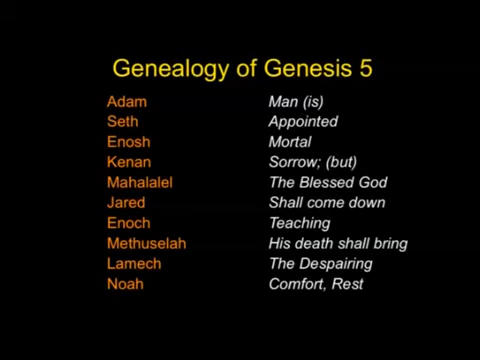 Genealogy of Genesis 5
Adam Man (is)
Seth Appointed
Enosh Mortal
Kenan Sorrow; (but)
Mahalalel The Blessed God
Jared Shall come down
Enoch Teaching
Methuselah His death shall bring
Lamech The Despairing
Noah Comfort, Rest